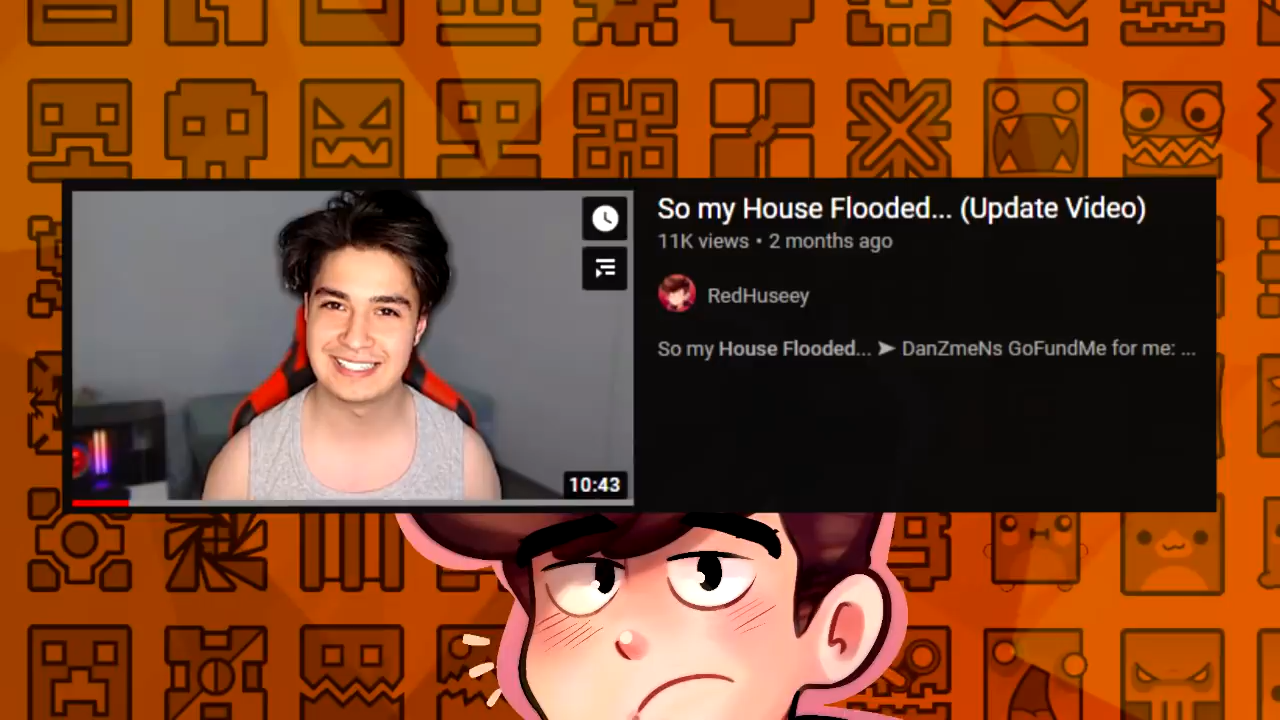 So my House Flooded... (Update Video)
11K views • 2 months ago
RedHuseey
So my House Flooded... ➤ DanZmeNs GoFundMe for me: ...
10:43